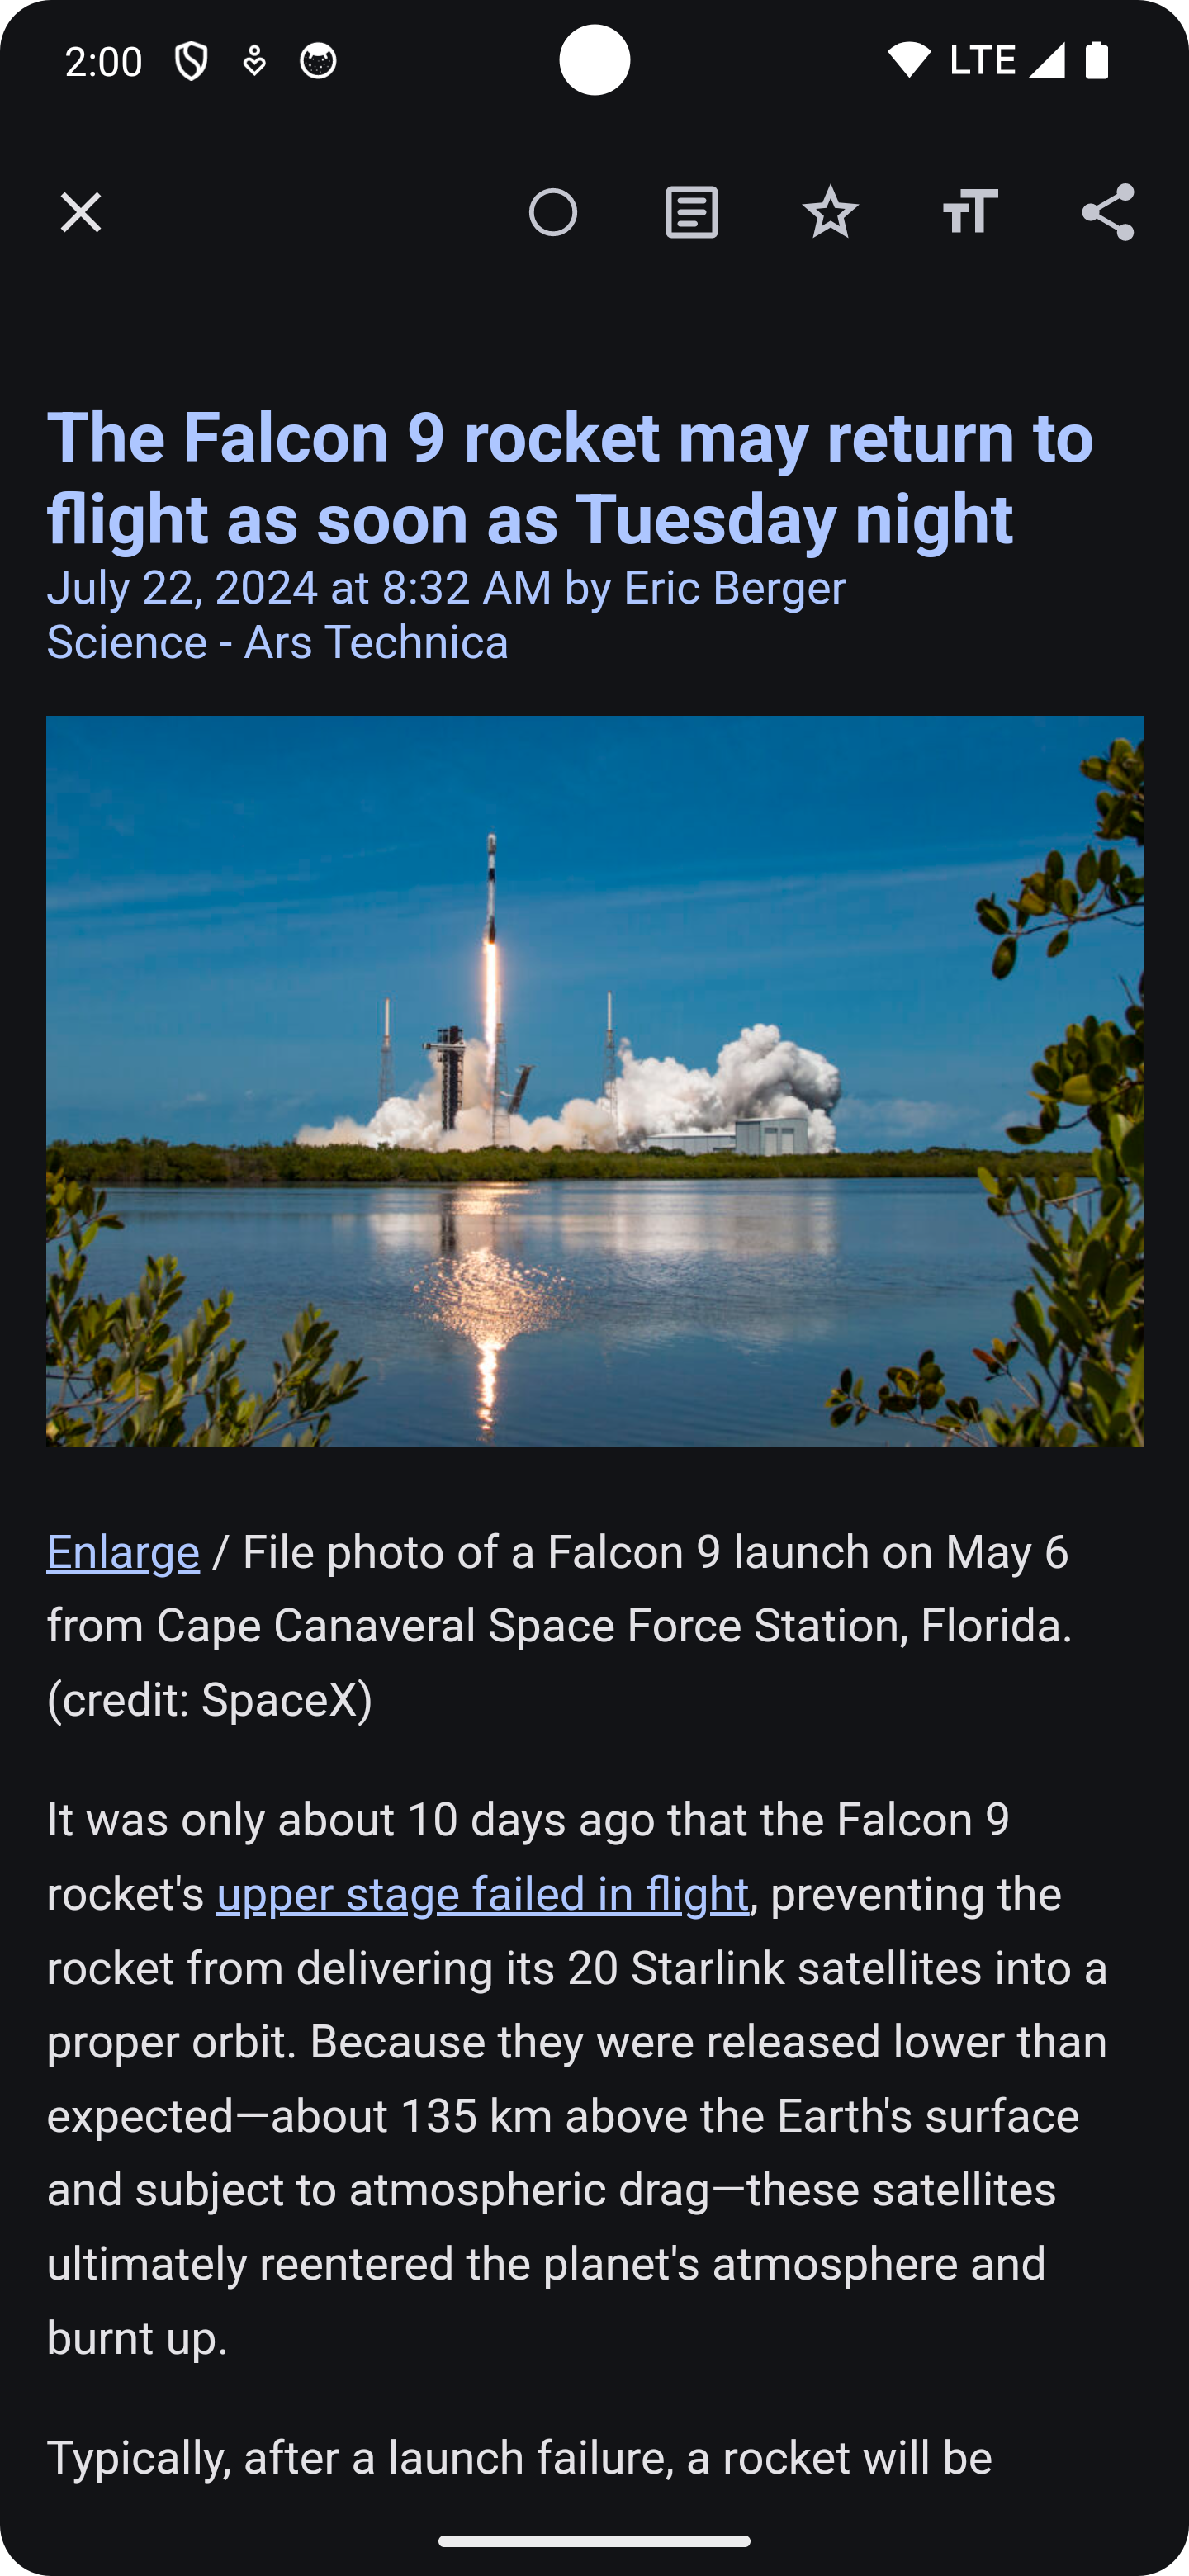 2:00
LTE
The Falcon 9 rocket may return to
flight as soon as Tuesday night
July 22, 2024 at 8:32 AM by Eric Berger
Science - Ars Technica
Enlarge / File photo of a Falcon 9 launch on May 6
from Cape Canaveral Space Force Station, Florida.
(credit: SpaceX)
It was only about 10 days ago that the Falcon 9
rocket's upper stage failed in flight, preventing the
rocket from delivering its 20 Starlink satellites into a
proper orbit. Because they were released lower than
expected—about 135 km above the Earth's surface
and subject to atmospheric drag—these satellites
ultimately reentered the planet's atmosphere and
burnt up.
Typically, after a launch failure, a rocket will be